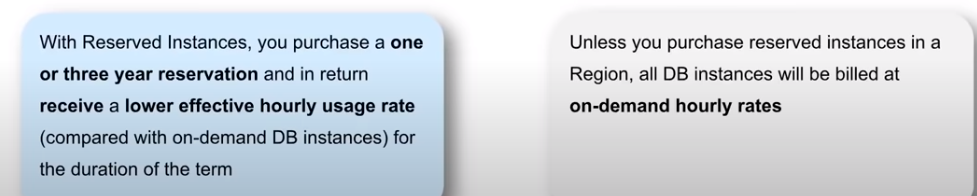 With Reserved Instances, you purchase a one
or three year reservation and in return
receive a lower effective hourly usage rate
(compared with on-demand DB instances) for
the duration of the term
Unless you purchase reserved instances in a
Region, all DB instances will be billed at
on-demand hourly rates